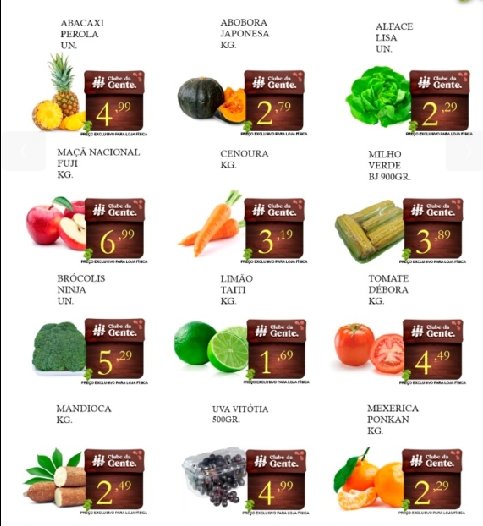 ABACAXI
PEROLA
UN.
Clube da
Gente.
4,99
PREÇO EXCLUSIVO PARA LOJA FÍSICA
ABOBORA
JAPONESA
KG.
Clube da
Gente.
2,79
PREÇO EXCLUSIVO PARA LOJA FÍSICA
ALFACE
LISA
UN.
Clube da
Gente.
2,29
PREÇO EXCLUSIVO PARA LOJA FÍSICA
MAÇÃ NACIONAL
FUJI
KG.
Clube da
Gente.
6,99
PREÇO EXCLUSIVO PARA LOJA FÍSICA
CENOURA
KG.
Clube da
Gente.
3,19
PREÇO EXCLUSIVO PARA LOJA FÍSICA
MILHO
VERDE
BJ 900GR.
Clube da
Gente.
3,89
PREÇO EXCLUSIVO PARA LOJA FÍSICA
BRÓCOLIS
NINJA
UN.
Clube da
Gente.
5,29
PREÇO EXCLUSIVO PARA LOJA FÍSICA
LIMÃO
TAITI
KG.
Clube da
Gente.
1,69
PREÇO EXCLUSIVO PARA LOJA FÍSICA
TOMATE
DÉBORA
KG.
Clube da
Gente.
4,49
PREÇO EXCLUSIVO PARA LOJA FÍSICA
MANDIOCA
KG.
Clube da
Gente.
2,49
PREÇO EXCLUSIVO PARA LOJA FÍSICA
UVA VITÓTIA
500GR.
Clube da
Gente.
4,99
PREÇO EXCLUSIVO PARA LOJA FÍSICA
MEXERICA
PONKAN
KG.
Clube da
Gente.
2,29
PREÇO EXCLUSIVO PARA LOJA FÍSICA